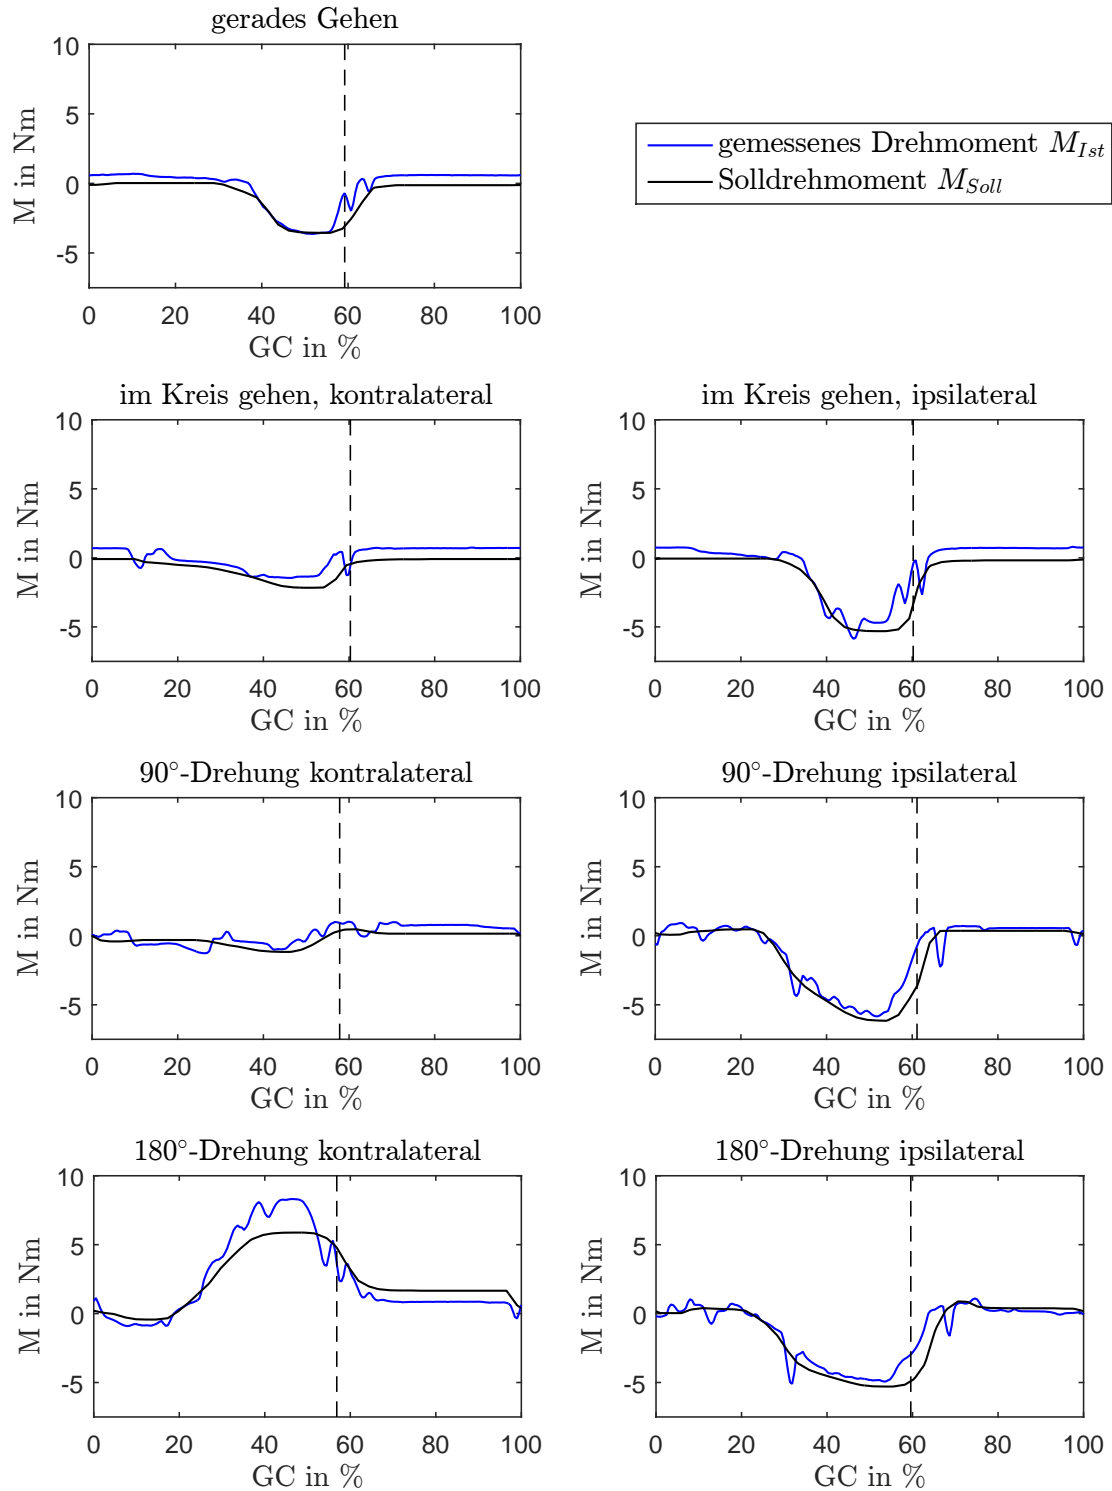 gerades Gehen
10
5
0
-5
M in Nm
0 20 40 60 80 100
GC in %
gemessenes Drehmoment M_Ist
Solldrehmoment M_Soll
im Kreis gehen, kontralateral
10
5
0
-5
M in Nm
0 20 40 60 80 100
GC in %
im Kreis gehen, ipsilateral
10
5
0
-5
M in Nm
0 20 40 60 80 100
GC in %
90°-Drehung kontralateral
10
5
0
-5
M in Nm
0 20 40 60 80 100
GC in %
90°-Drehung ipsilateral
10
5
0
-5
M in Nm
0 20 40 60 80 100
GC in %
180°-Drehung kontralateral
10
5
0
-5
M in Nm
0 20 40 60 80 100
GC in %
180°-Drehung ipsilateral
10
5
0
-5
M in Nm
0 20 40 60 80 100
GC in %